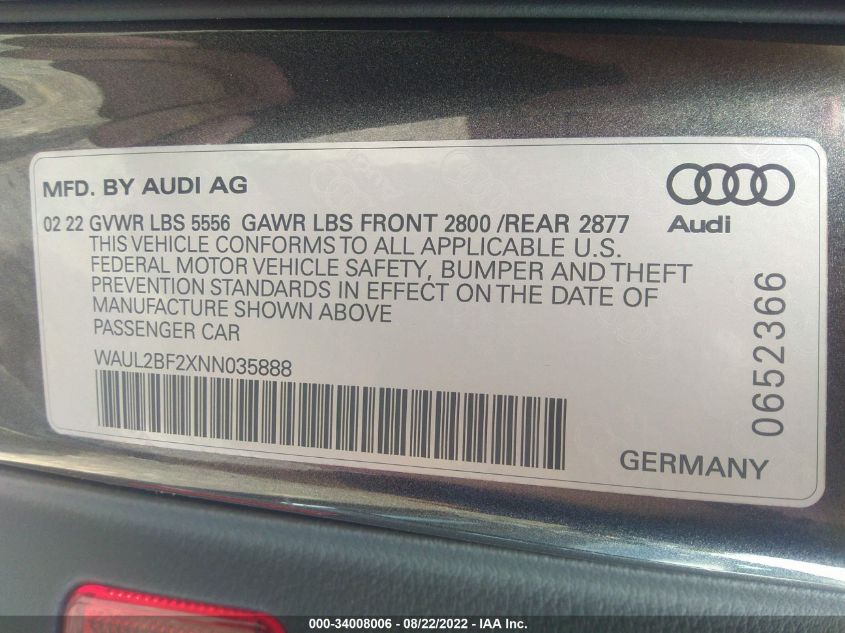 MFD. BY AUDI AG
Audi
02 22 GVWR LBS 5556 GAWR LBS FRONT 2800 /REAR 2877
THIS VEHICLE CONFORMS TO ALL APPLICABLE U.S.
FEDERAL MOTOR VEHICLE SAFETY, BUMPER AND THEFT
PREVENTION STANDARDS IN EFFECT ON THE DATE OF
MANUFACTURE SHOWN ABOVE
PASSENGER CAR
WAUL2BF2XNN035888
0652366
GERMANY
000-34008006 - 08/22/2022 - IAA Inc.